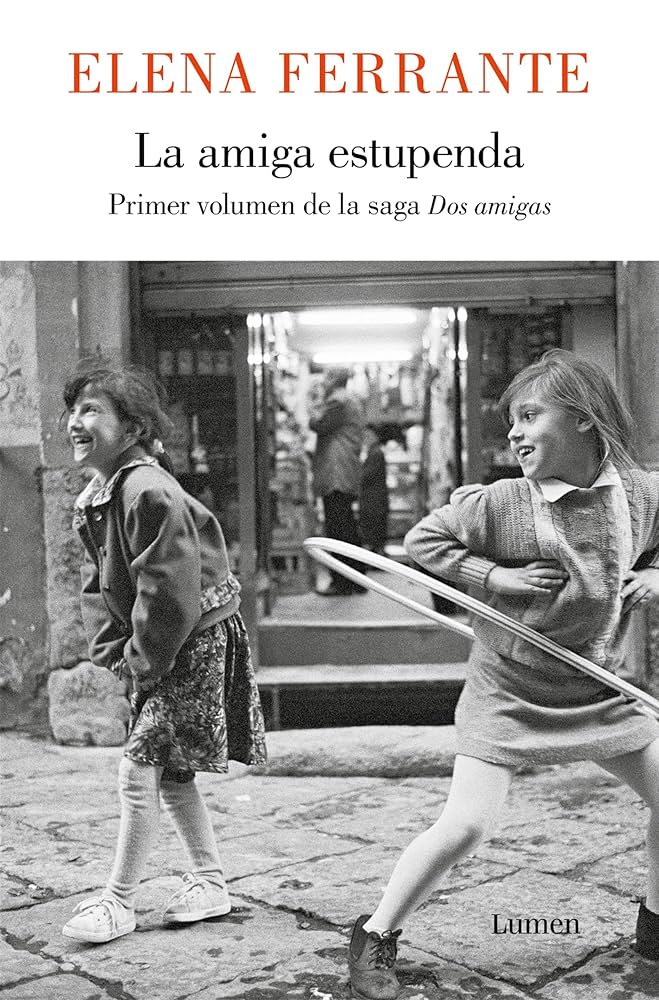 ELENA FERRANTE
La amiga estupenda
Primer volumen de la saga Dos amigas
Lumen